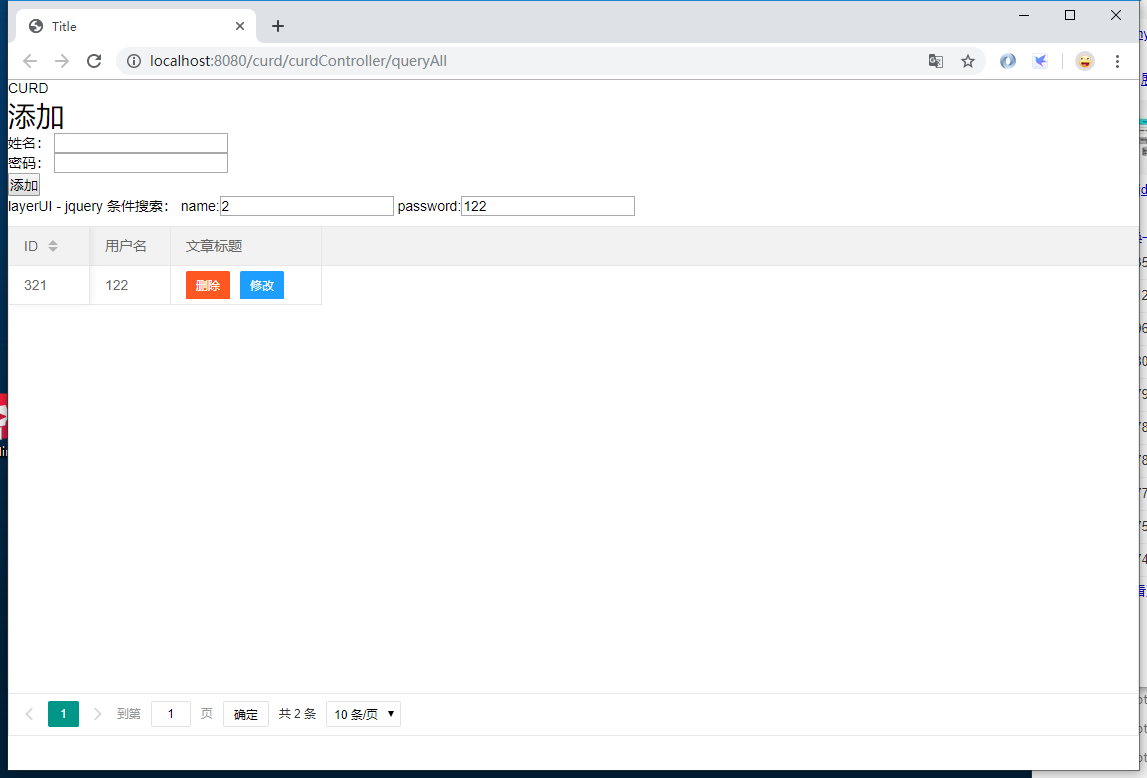 Title
localhost:8080/curd/curdController/queryAll
CURD
添加
姓名：
密码：
添加
layerUI - jquery 条件搜索： name:2 password:122
ID 用户名 文章标题
321 122 删除 修改
1 到第 1 页 确定 共 2 条 10 条/页